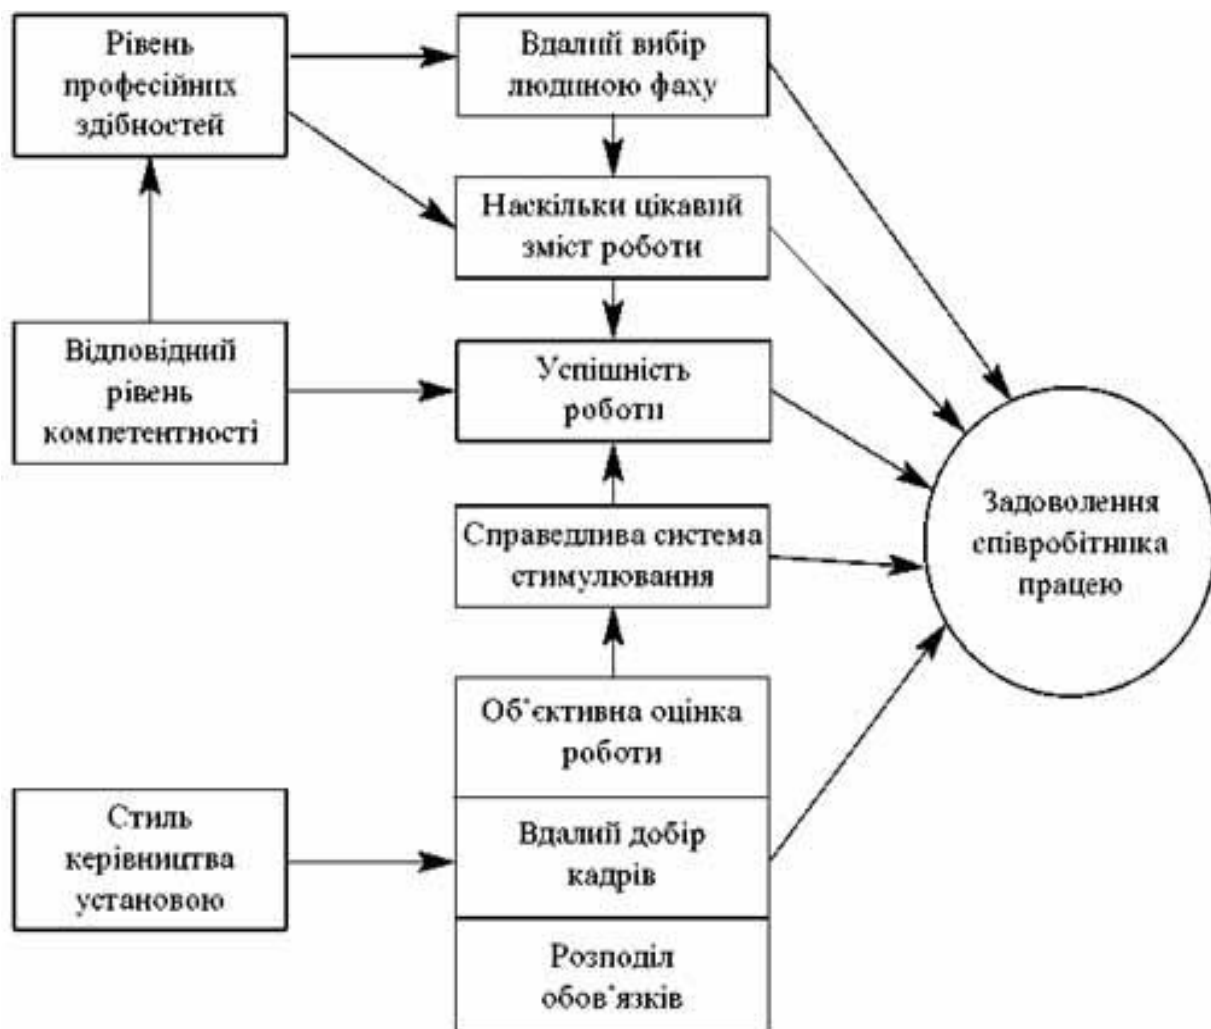 Рівень
професійних
здібностей
Вдалий вибір
людиною фаху
Наскільки цікавий
зміст роботи
Відповідний
рівень
компетентності
Успішність
роботи
Справедлива система
стимулювання
Задоволення
співробітника
працею
Об'єктивна оцінка
роботи
Стиль
керівництва
установою
Вдалий добір
кадрів
Розподіл
обов'язків